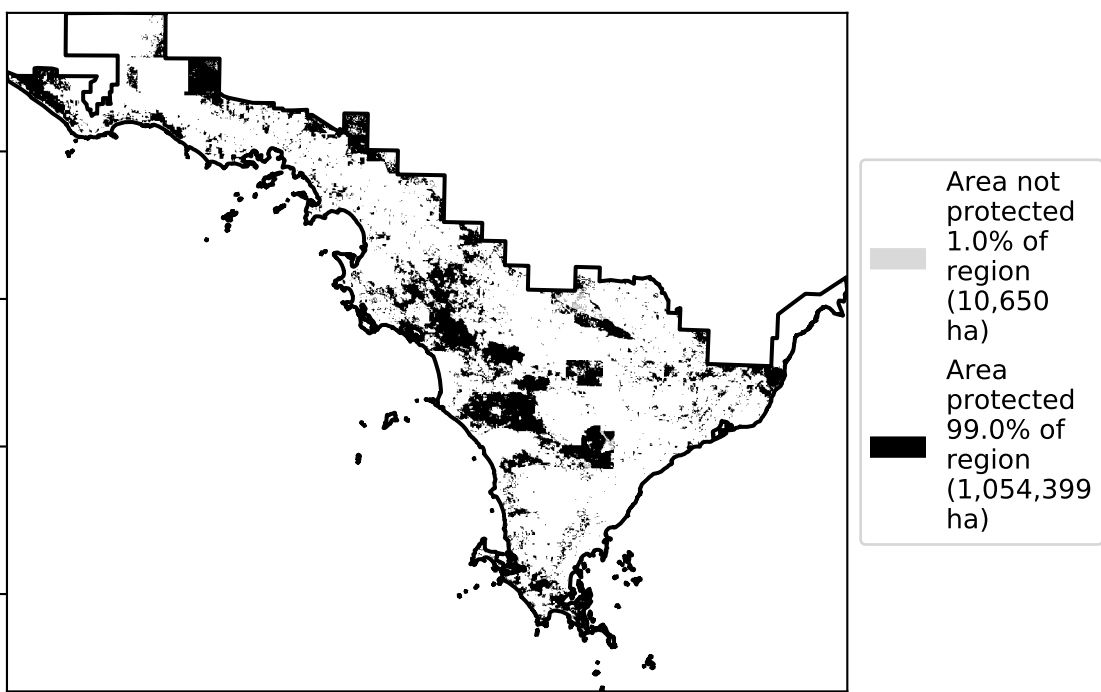 Area not
protected
1.0% of
region
(10,650
ha)
Area
protected
99.0% of
region
(1,054,399
ha)